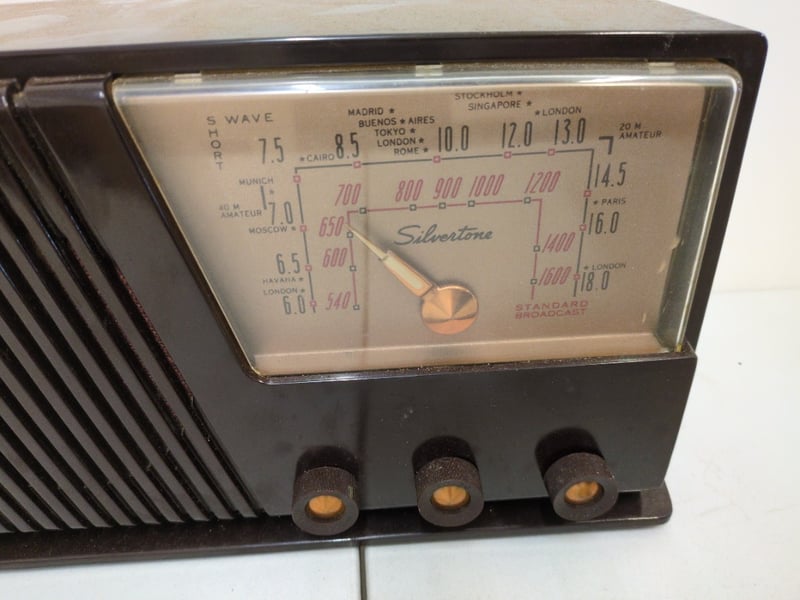 STOCKHOLM ★
SINGAPORE ★
★ LONDON
MADRID ★
BUENOS ★ AIRES
TOKYO ★
LONDON ★
ROME ★
SHORT WAVE
7.5
★ CAIRO
8.5
10.0
12.0
13.0
20 M
AMATEUR
MUNICH ★
14.5
700
800
900
1000
1200
40 M
AMATEUR
7.0
★ PARIS
16.0
MOSCOW ★
650
Silvertone
1400
6.5
600
HAVANA ★
★ LONDON
18.0
1600
LONDON ★
6.0
540
STANDARD
BROADCAST